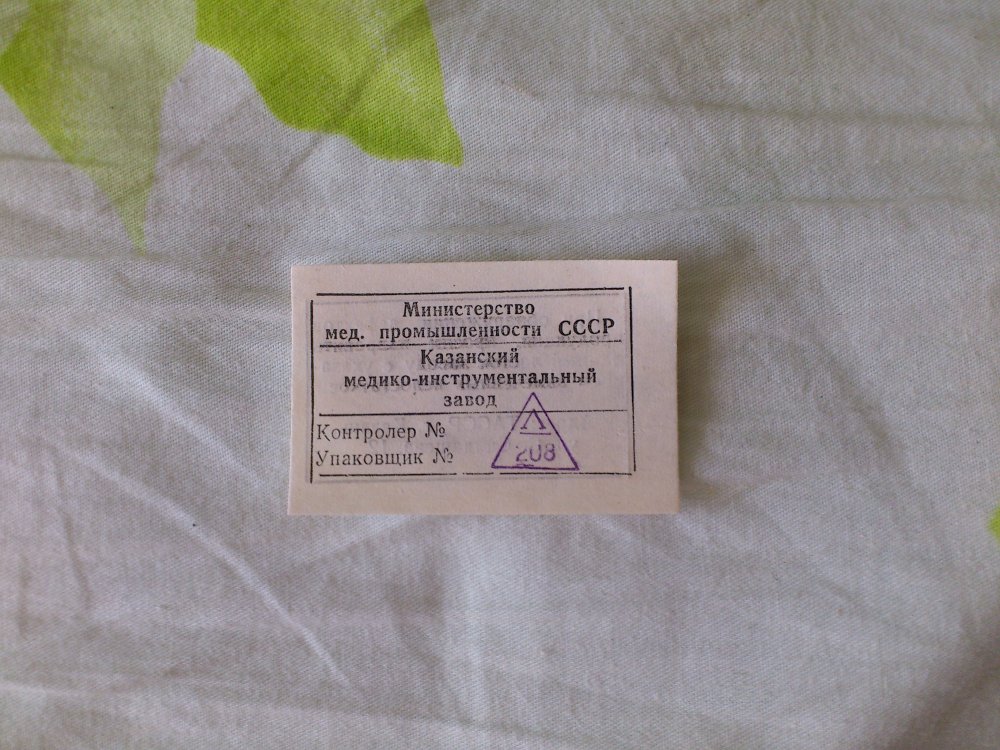 Министерство
мед. промышленности СССР
Казанский
медико-инструментальный
завод
Контролер №
Упаковщик №
Л
208